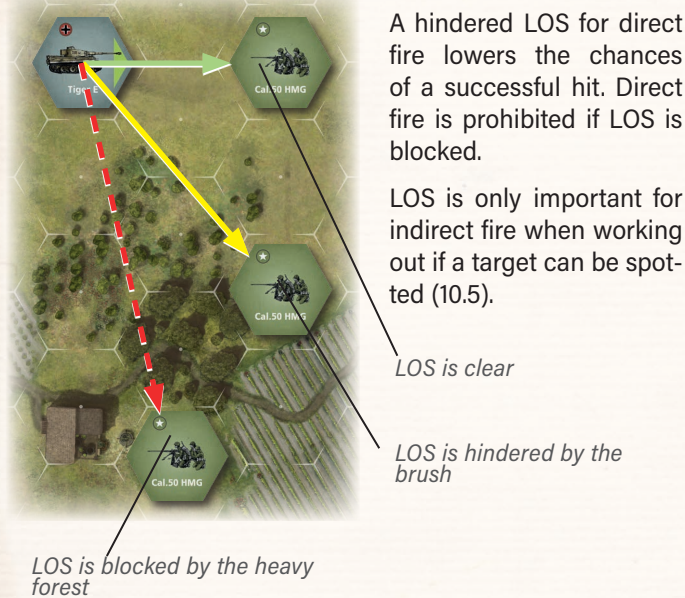 Tiger E
Cal.50 HMG
Cal.50 HMG
Cal.50 HMG
A hindered LOS for direct
fire lowers the chances
of a successful hit. Direct
fire is prohibited if LOS is
blocked.
LOS is only important for
indirect fire when working
out if a target can be spot-
ted (10.5).
LOS is clear
LOS is hindered by the
brush
LOS is blocked by the heavy
forest